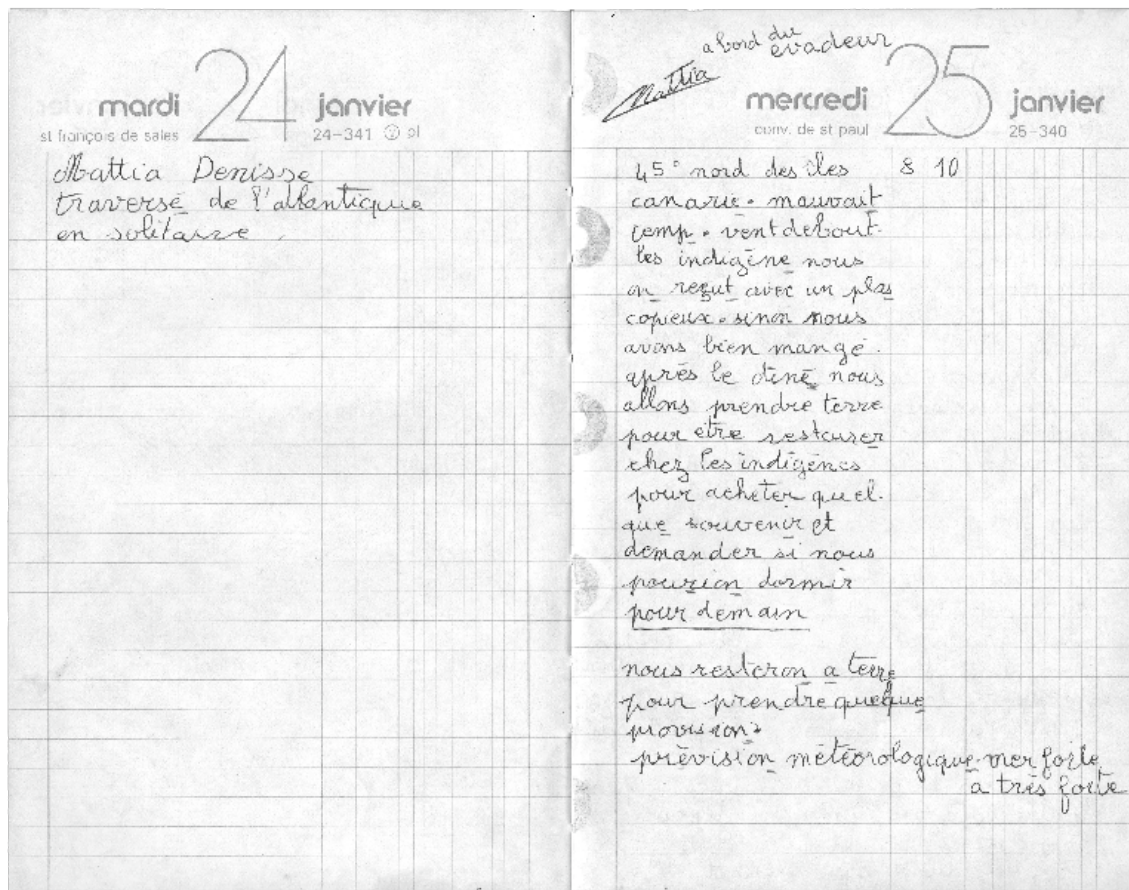 mardi 24 janvier
st françois de sales 24-341
Mattia Denisse
traversé de l'atlantique
en solitaire.
a bord du
évadeur
Mattia
mercredi 25 janvier
conv. de st paul 25-340
45° nord des îles 8 10
canarie. mauvait
temp. vent debout.
les indigène nous
on reçut avec un plas
copieux. sinon nous
avons bien mangé.
après le dîné nous
allons prendre terre
pour etre restaurer
chez les indigènes
pour acheter quel-
que souvenir et
demander si nous
pouvion dormir
pour demain
nous resteron a terre
pour prendre quelque
provision.
prévision météorologique mer forte
a très forte